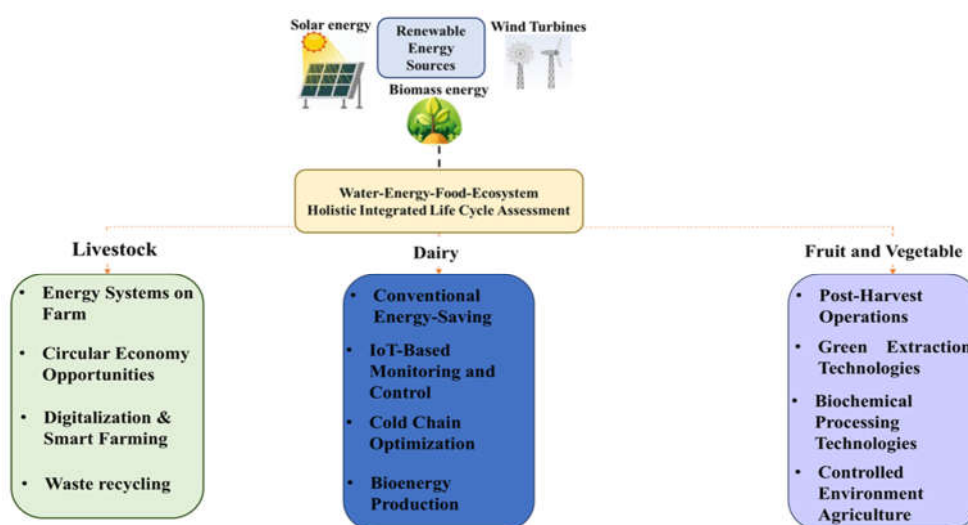 Solar energy
Renewable
Energy
Sources
Wind Turbines
Biomass energy
Water-Energy-Food-Ecosystem
Holistic Integrated Life Cycle Assessment
Livestock
• Energy Systems on
Farm
• Circular Economy
Opportunities
• Digitalization &
Smart Farming
• Waste recycling
Dairy
• Conventional
Energy-Saving
• IoT-Based
Monitoring and
Control
• Cold Chain
Optimization
• Bioenergy
Production
Fruit and Vegetable
• Post-Harvest
Operations
• Green Extraction
Technologies
• Biochemical
Processing
Technologies
• Controlled
Environment
Agriculture